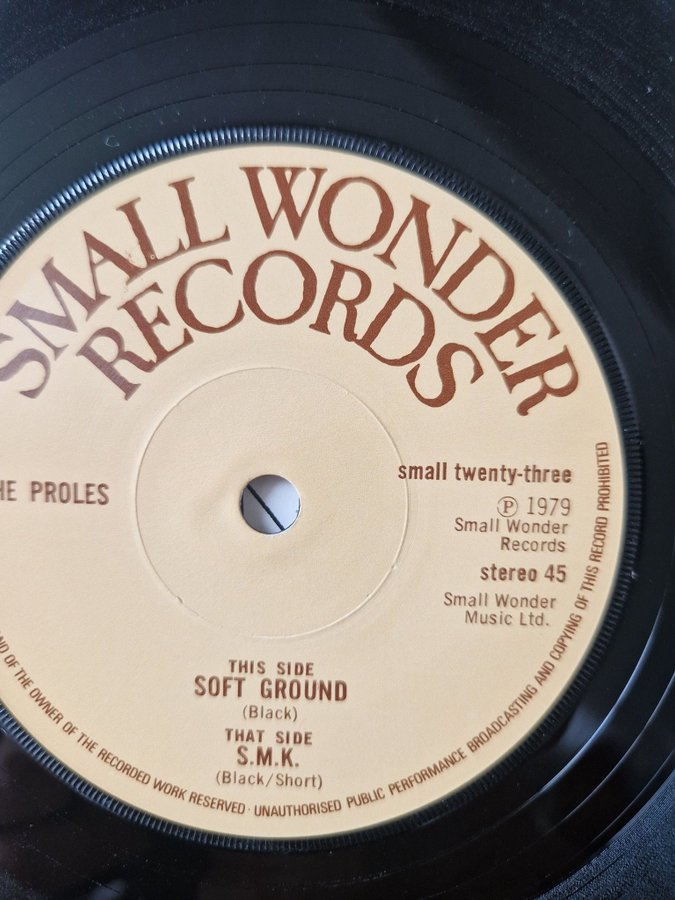 SMALL WONDER
RECORDS
HE PROLES
small twenty-three
Ⓟ 1979
Small Wonder
Records
stereo 45
Small Wonder
Music Ltd.
THIS SIDE
SOFT GROUND
(Black)
THAT SIDE
S.M.K.
(Black/Short)
ND OF THE OWNER OF THE RECORDED WORK RESERVED · UNAUTHORISED PUBLIC PERFORMANCE BROADCASTING AND COPYING OF THIS RECORD PROHIBITED